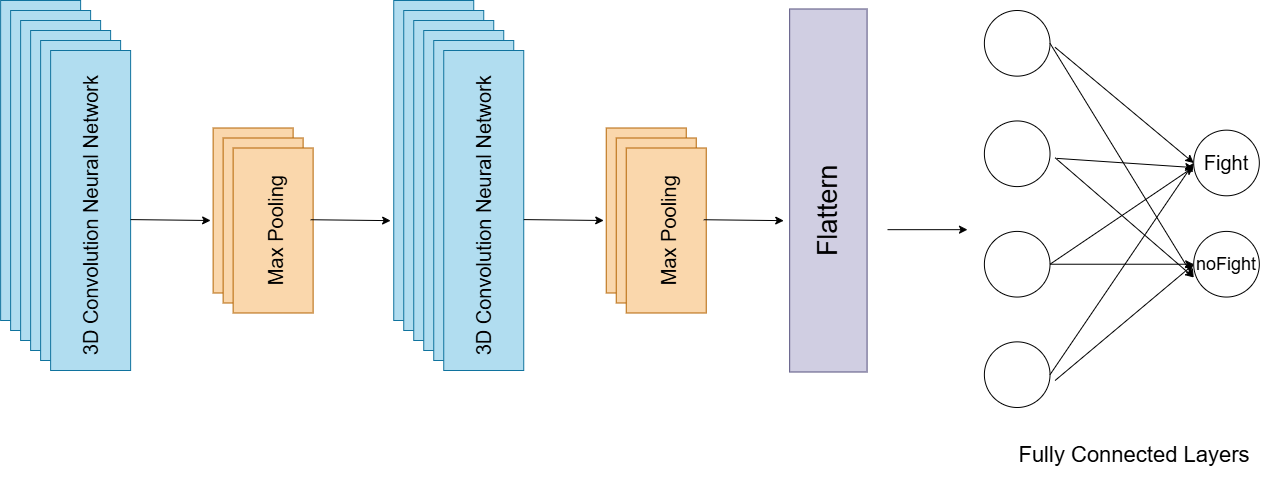 3D Convolution Neural Network
Max Pooling
3D Convolution Neural Network
Max Pooling
Flattern
Fight
noFight
Fully Connected Layers